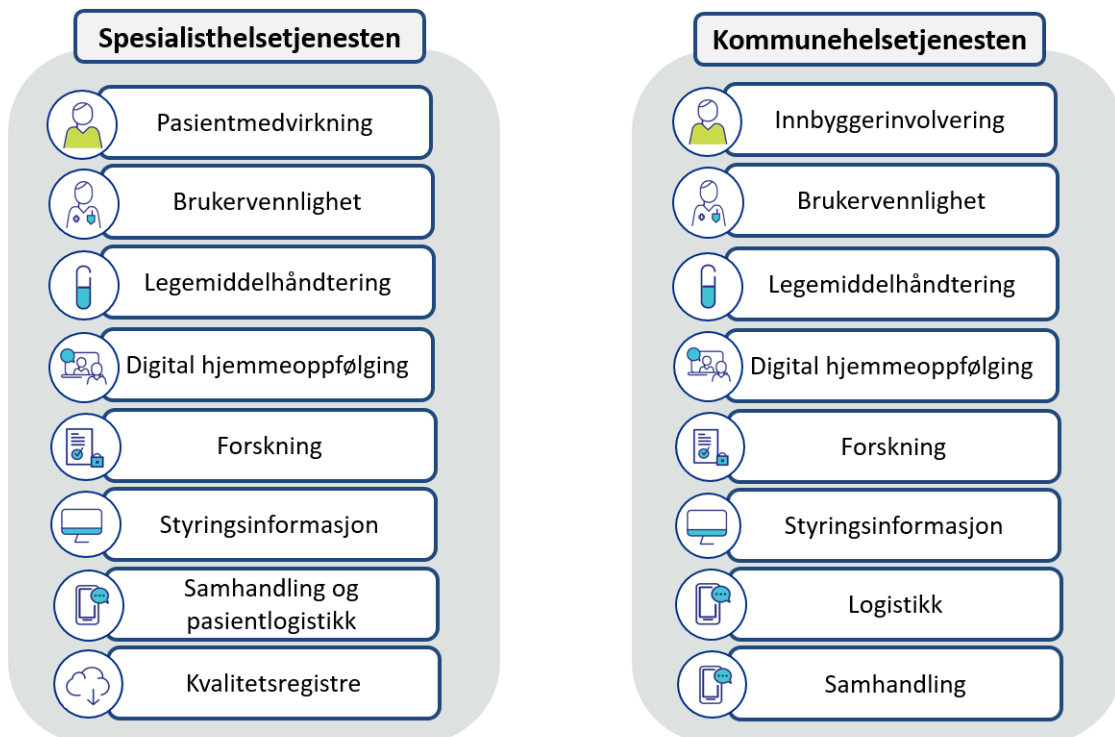 Spesialisthelsetjenesten
Pasientmedvirkning
Brukervennlighet
Legemiddelhåndtering
Digital hjemmeoppfølging
Forskning
Styringsinformasjon
Samhandling og
pasientlogistikk
Kvalitetsregistre
Kommunehelsetjenesten
Innbyggerinvolvering
Brukervennlighet
Legemiddelhåndtering
Digital hjemmeoppfølging
Forskning
Styringsinformasjon
Logistikk
Samhandling